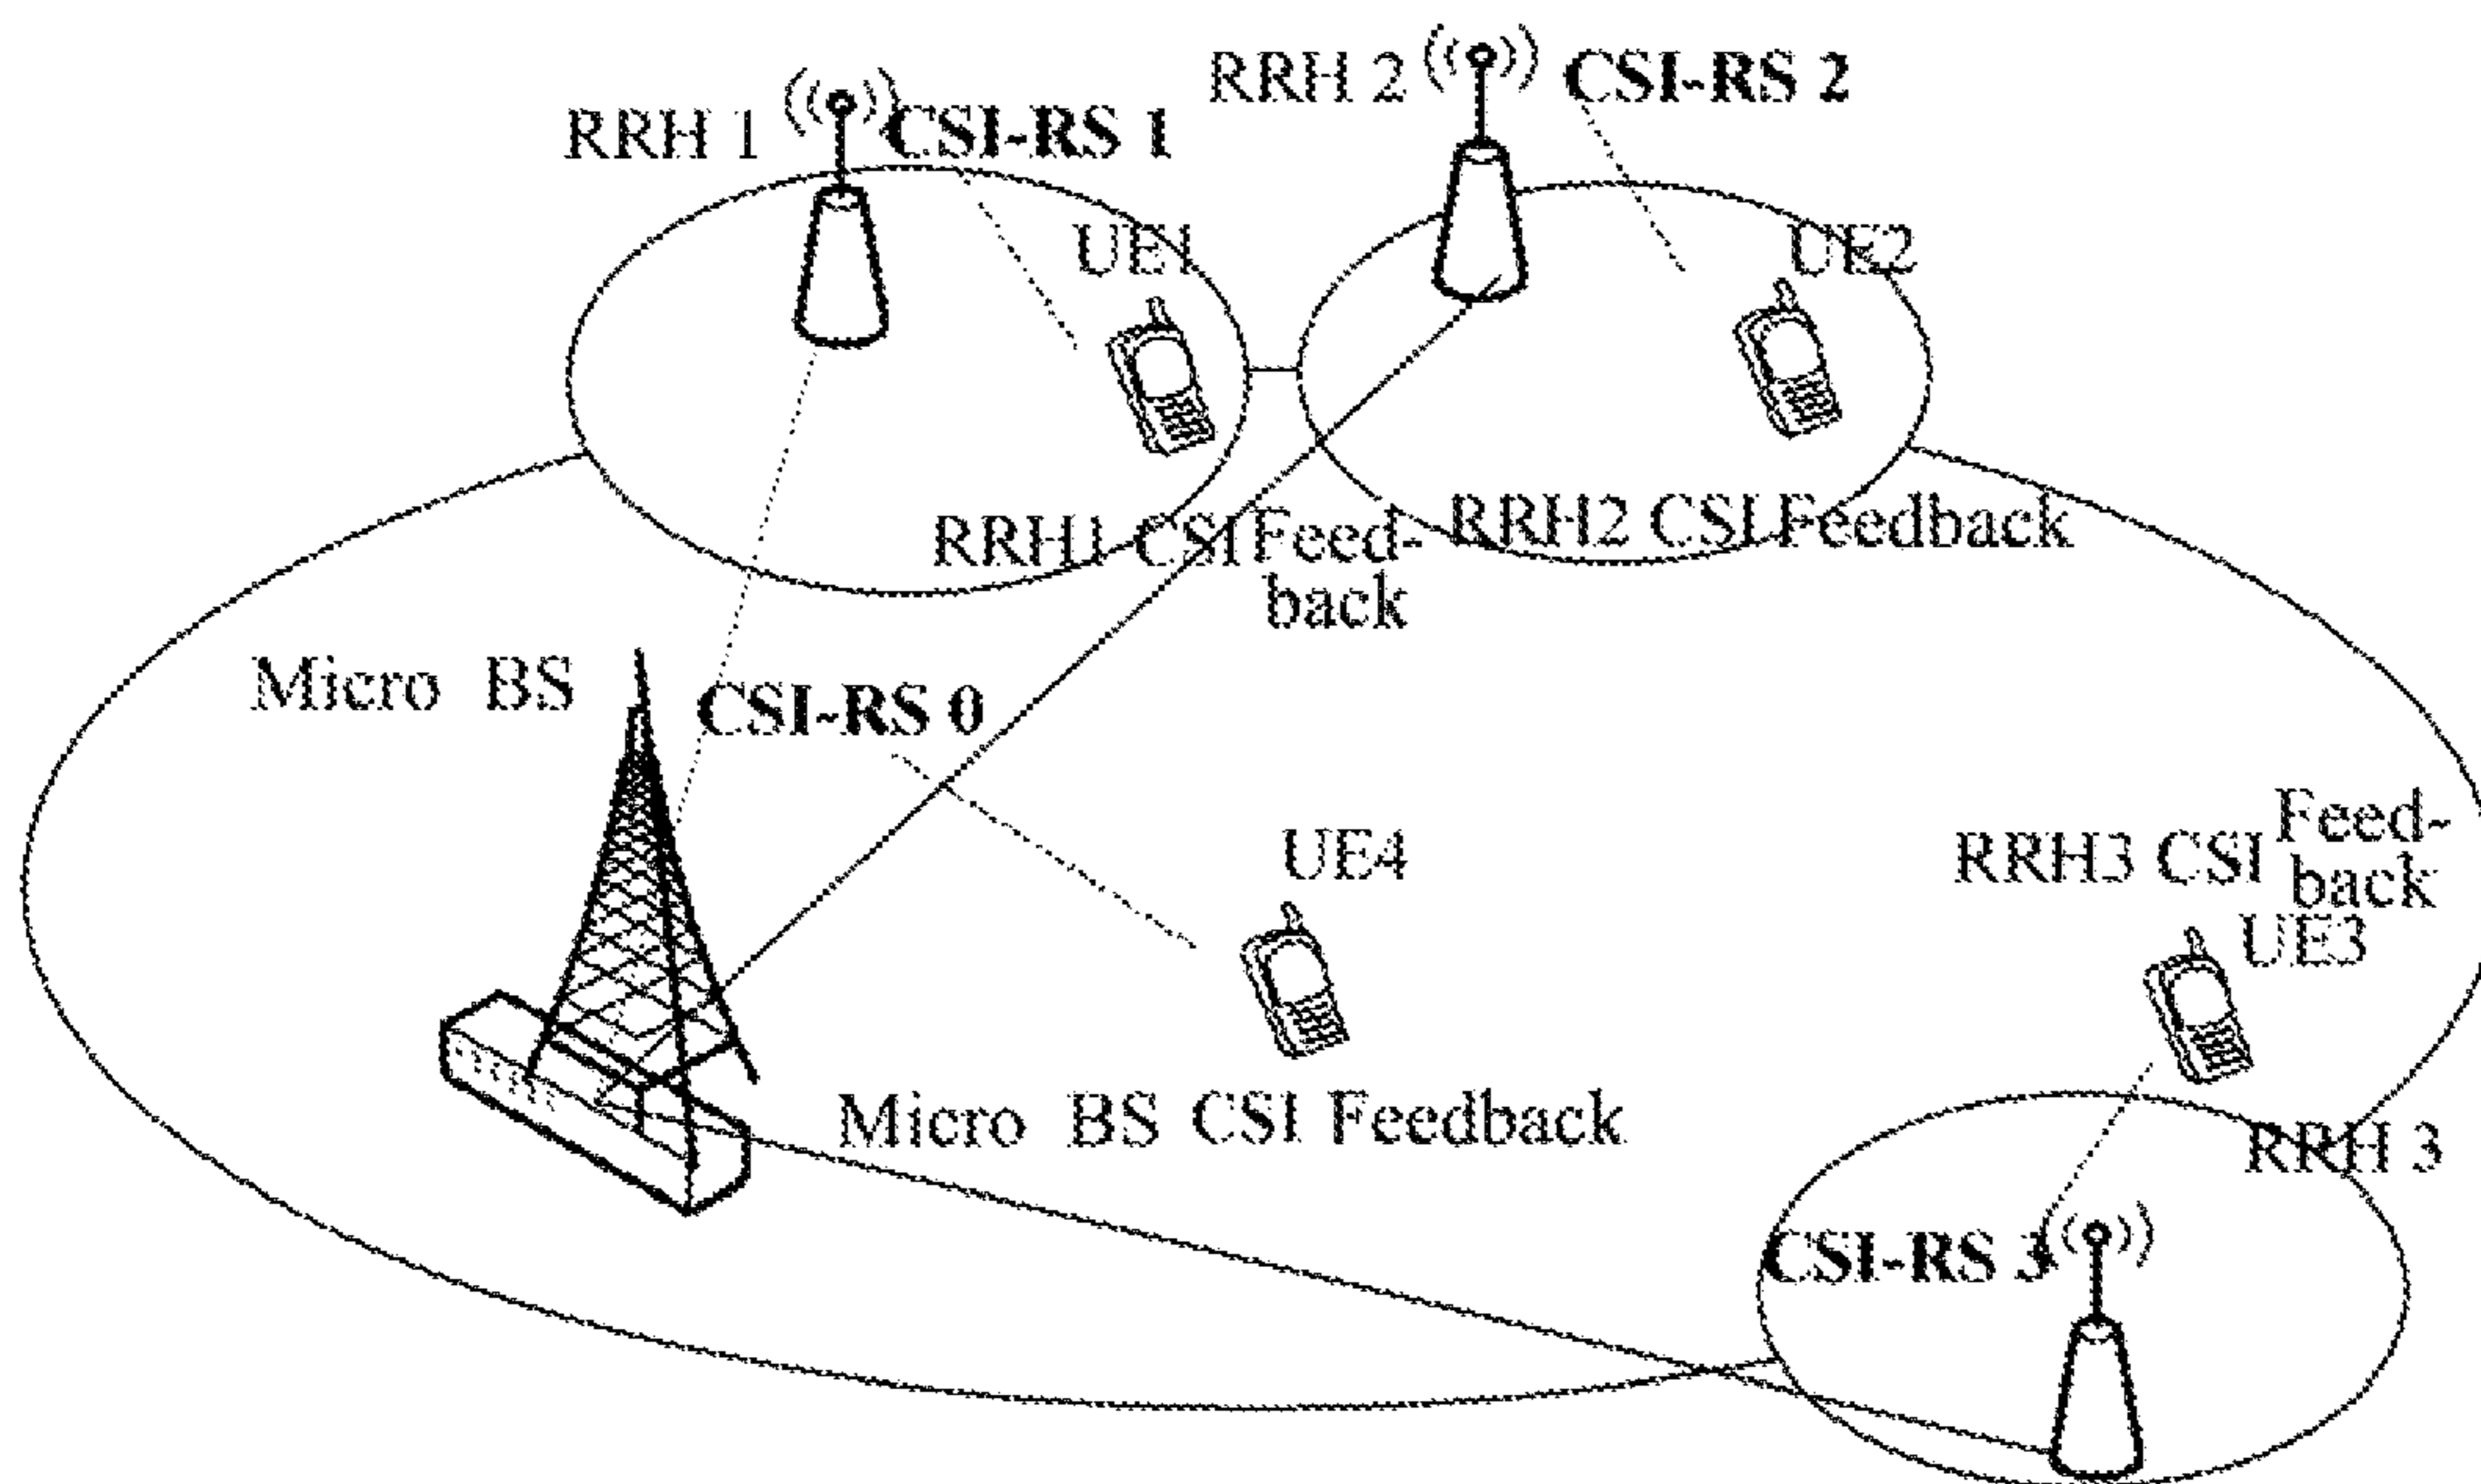 RRH 1
CSI-RS 1
RRH 2
CSI-RS 2
UE1
UE2
RRH1 CSI Feed-
back
RRH2 CSI Feedback
Micro BS
CSI-RS 0
UE4
RRH3 CSI Feed-
back
UE3
Micro BS CSI Feedback
RRH 3
CSI-RS 3